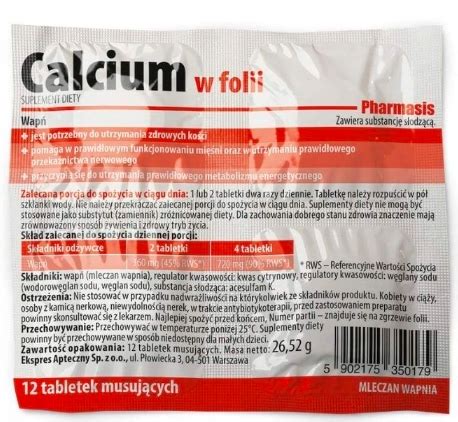 Calcium w folii
SUPLEMENT DIETY
Pharmasis
Wapń
Zawiera substancję słodzącą.
+ jest potrzebny do utrzymania zdrowych kości
+ pomaga w prawidłowym funkcjonowaniu mięśni oraz w utrzymaniu prawidłowego
przekaźnictwa nerwowego
+ przyczynia się do utrzymania prawidłowego metabolizmu energetycznego
Zalecana porcja do spożycia w ciągu dnia: 1 lub 2 tabletki dwa razy dziennie. Tabletkę należy rozpuścić w pół
szklanki wody. Nie należy przekraczać zalecanej porcji do spożycia w ciągu dnia. Suplementy diety nie mogą być
stosowane jako substytut (zamiennik) zróżnicowanej diety. Dla zachowania dobrego stanu zdrowia znaczenie mają
zrównoważony sposób żywienia i zdrowy tryb życia.
Skład zalecanej do spożycia dziennej porcji:
Składniki odżywcze 2 tabletki 4 tabletki
Wapń 360 mg (45% RWS*) 720 mg (90% RWS*) * RWS – Referencyjne Wartości Spożycia
Składniki: wapń (mleczan wapnia), regulator kwasowości: kwas cytrynowy, regulatory kwasowości: węglany sodu
(wodorowęglan sodu, węglan sodu), substancja słodząca: acesulfam K.
Ostrzeżenia: Nie stosować w przypadku nadwrażliwości na którykolwiek ze składników produktu. Kobiety w ciąży,
osoby z kamicą nerkową, niewydolnością nerek, w trakcie antybiotykoterapii, przed zastosowaniem preparatu
powinny skonsultować się z lekarzem. Najlepiej spożyć przed końcem, Numer partii – znajduje się na zgrzewie folii.
Przechowywanie: Przechowywać w temperaturze poniżej 25°C. Suplementy diety
powinny być przechowywane w sposób niedostępny dla małych dzieci.
Zawartość opakowania: 12 tabletek musujących. Masa netto: 26,52 g
Ekspres Apteczny Sp. z o.o., ul. Płowiecka 3, 04-501 Warszawa
5 902175 350179
12 tabletek musujących
MLECZAN WAPNIA